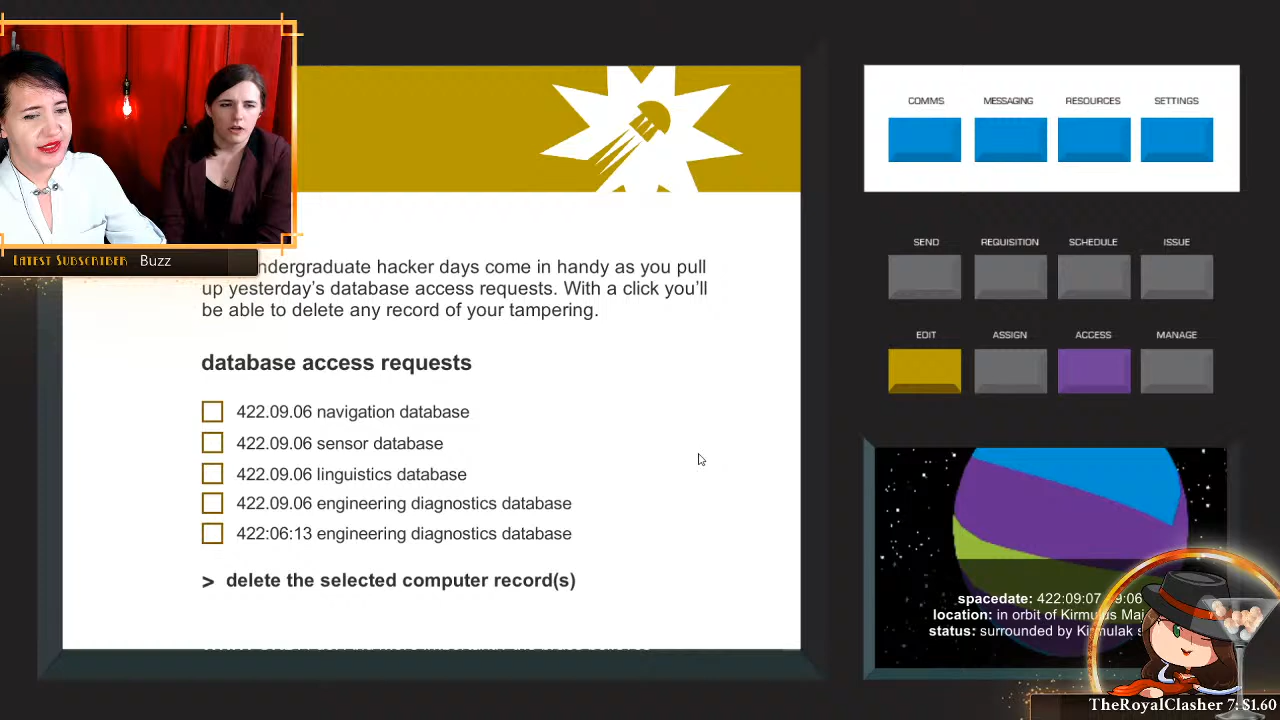 COMMS MESSAGING RESOURCES SETTINGS
SEND REQUISITION SCHEDULE ISSUE
EDIT ASSIGN ACCESS MANAGE
LATEST SUBSCRIBER Buzz
undergraduate hacker days come in handy as you pull
up yesterday's database access requests. With a click you'll
be able to delete any record of your tampering.
database access requests
422.09.06 navigation database
422.09.06 sensor database
422.09.06 linguistics database
422.09.06 engineering diagnostics database
422:06:13 engineering diagnostics database
> delete the selected computer record(s)
spacedate: 422:09:07
location: in orbit of Kirmulus
status: surrounded by Kirmulak
TheRoyalClasher 7: $1.60